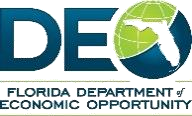 DEO
FLORIDA DEPARTMENT of
ECONOMIC OPPORTUNITY